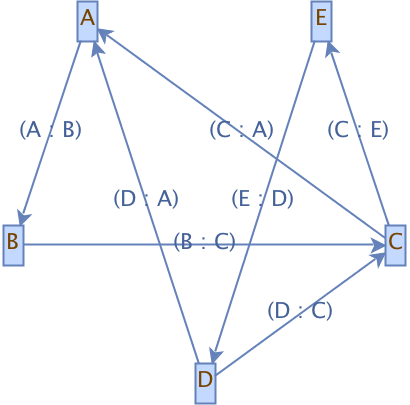 A
E
(A : B)
(C : A)
(C : E)
(D : A)
(E : D)
B
(B : C)
C
(D : C)
D